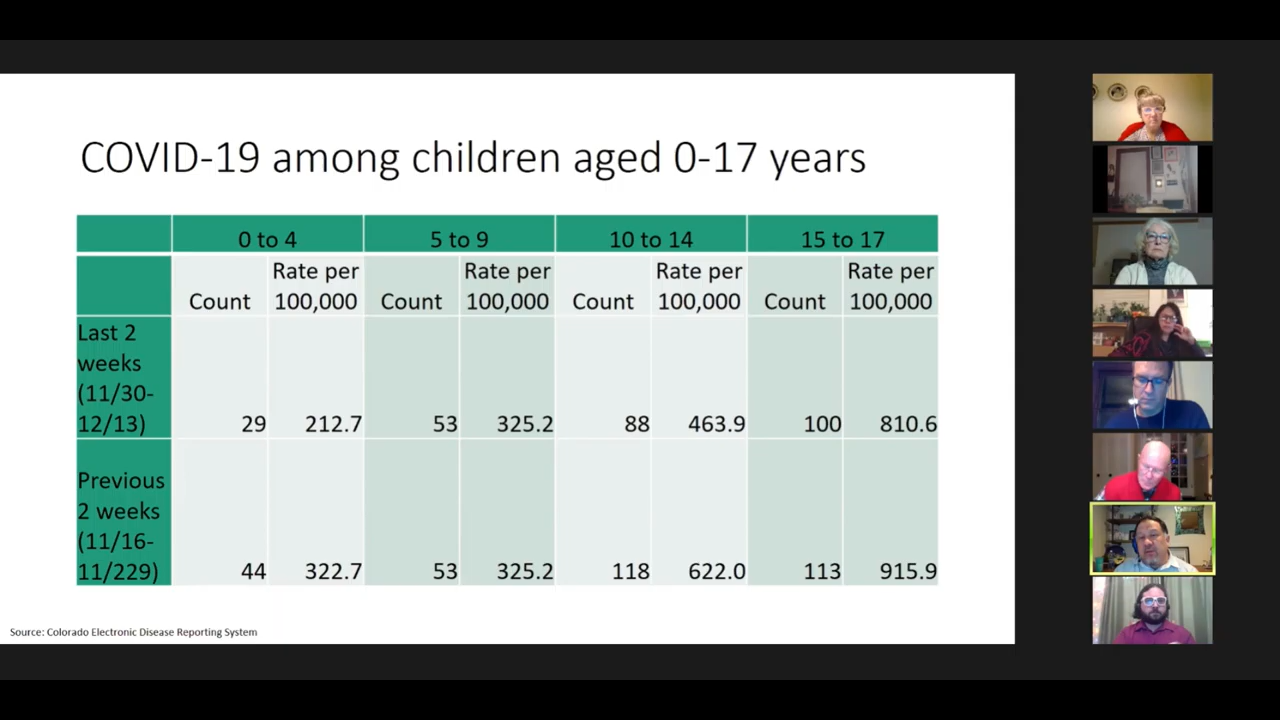 COVID-19 among children aged 0-17 years
0 to 4 5 to 9 10 to 14 15 to 17
Count Rate per 100,000 Count Rate per 100,000 Count Rate per 100,000 Count Rate per 100,000
Last 2
weeks
(11/30-
12/13) 29 212.7 53 325.2 88 463.9 100 810.6
Previous
2 weeks
(11/16-
11/229) 44 322.7 53 325.2 118 622.0 113 915.9
Source: Colorado Electronic Disease Reporting System